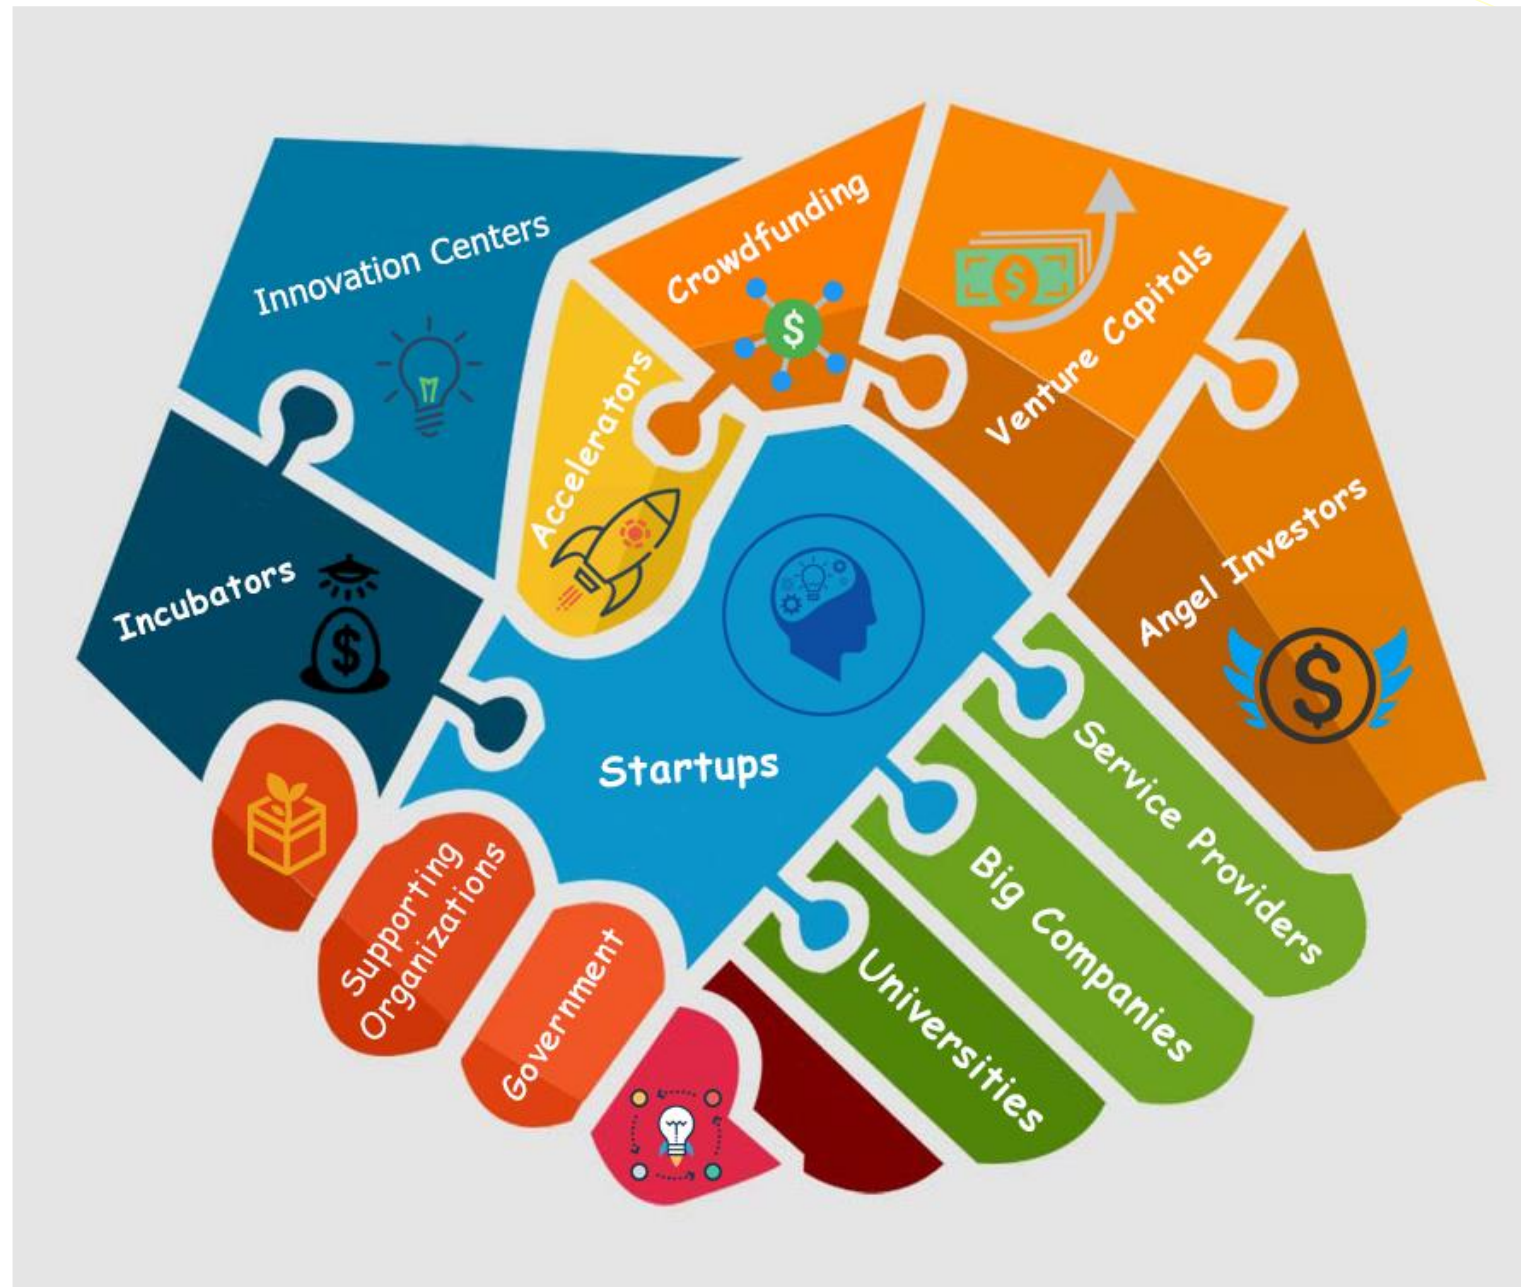 Innovation Centers
Crowdfunding
$
$
Venture Capitals
Accelerators
Incubators
$
Angel Investors
$
Startups
Service Providers
Big Companies
Universities
Supporting
Organizations
Government